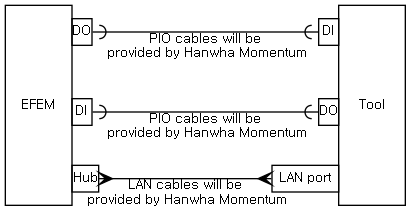 DO
DI
PIO cables will be
provided by Hanwha Momentum
EFEM
Tool
DI
DO
PIO cables will be
provided by Hanwha Momentum
Hub
LAN port
LAN cables will be
provided by Hanwha Momentum